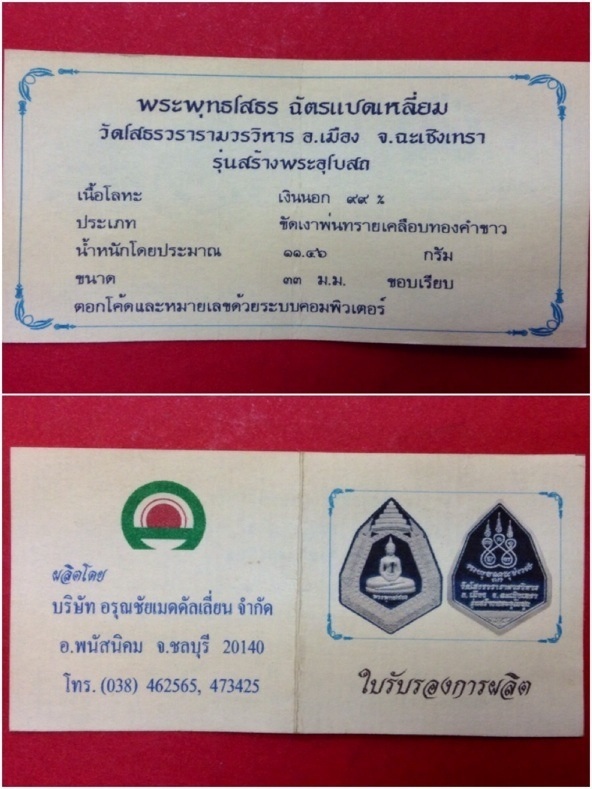 พระพุทธโสธร ฉัตรแปดเหลี่ยม
วัดโสธรวรารามวรวิหาร อ.เมือง จ.ฉะเชิงเทรา
รุ่นสร้างพระอุโบสถ
เนื้อโลหะ เงินนอก ๙๙ %
ประเภท ขัดเงาพ่นทรายเคลือบทองคำขาว
น้ำหนักโดยประมาณ ๑๑.๔๖ กรัม
ขนาด ๓๓ ม.ม. ขอบเรียบ
ตอกโค้ดและหมายเลขด้วยระบบคอมพิวเตอร์
ผลิตโดย
บริษัท อรุณชัยเมดดัลเลี่ยน จำกัด
อ.พนัสนิคม จ.ชลบุรี 20140
โทร. (038) 462565, 473425
ใบรับรองการผลิต